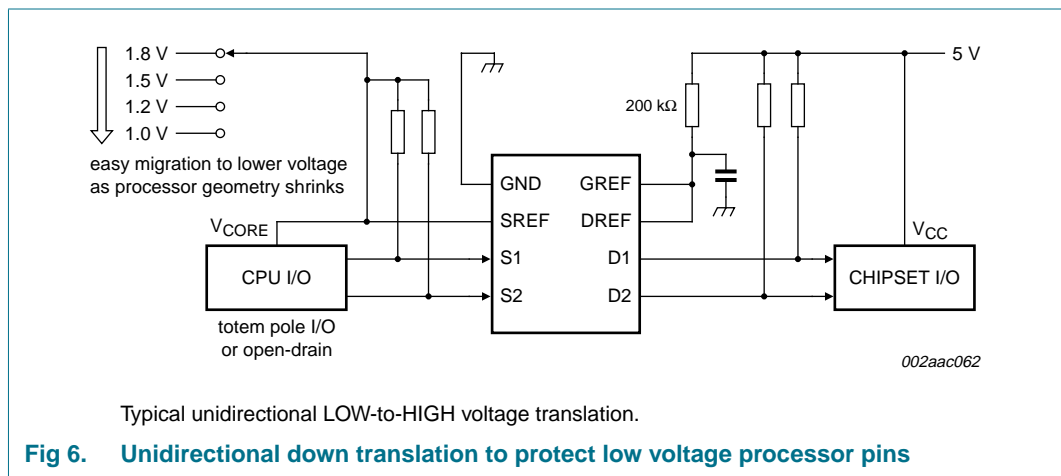 1.8 V
1.5 V
1.2 V
1.0 V
easy migration to lower voltage
as processor geometry shrinks
5 V
200 kΩ
GND
GREF
SREF
DREF
S1
D1
S2
D2
VCORE
CPU I/O
totem pole I/O
or open-drain
VCC
CHIPSET I/O
002aac062
Typical unidirectional LOW-to-HIGH voltage translation.
Fig 6. Unidirectional down translation to protect low voltage processor pins